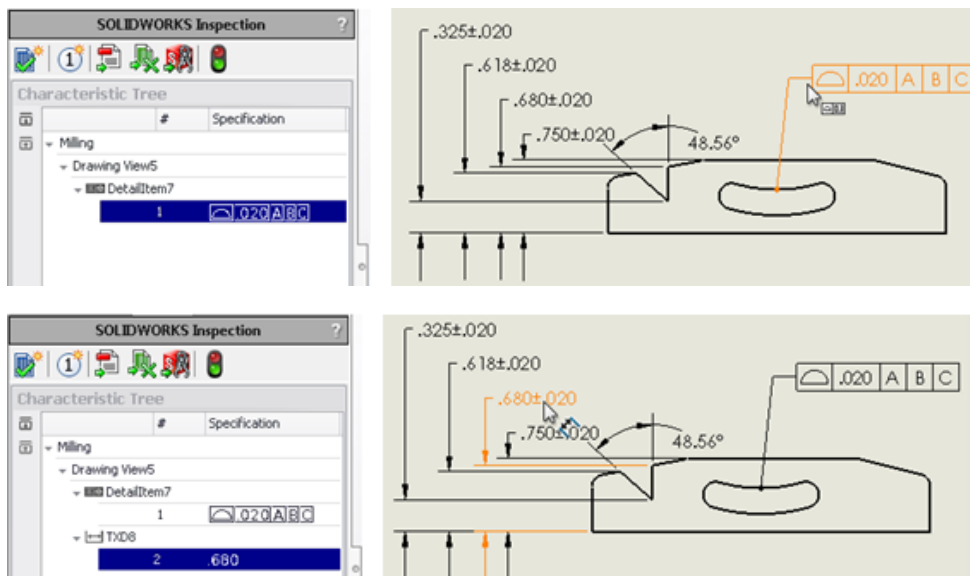 SOLIDWORKS Inspection ?
Characteristic Tree
# Specification
Milling
Drawing View5
DetailItem7
1 ⌓ .020 A B C
.325±.020
.618±.020
.680±.020
.750±.020
48.56°
⌓ .020 A B C
SOLIDWORKS Inspection ?
Characteristic Tree
# Specification
Milling
Drawing View5
DetailItem7
1 ⌓ .020 A B C
TXD8
2 .680
.325±.020
.618±.020
.680±.020
.750±.020
48.56°
⌓ .020 A B C